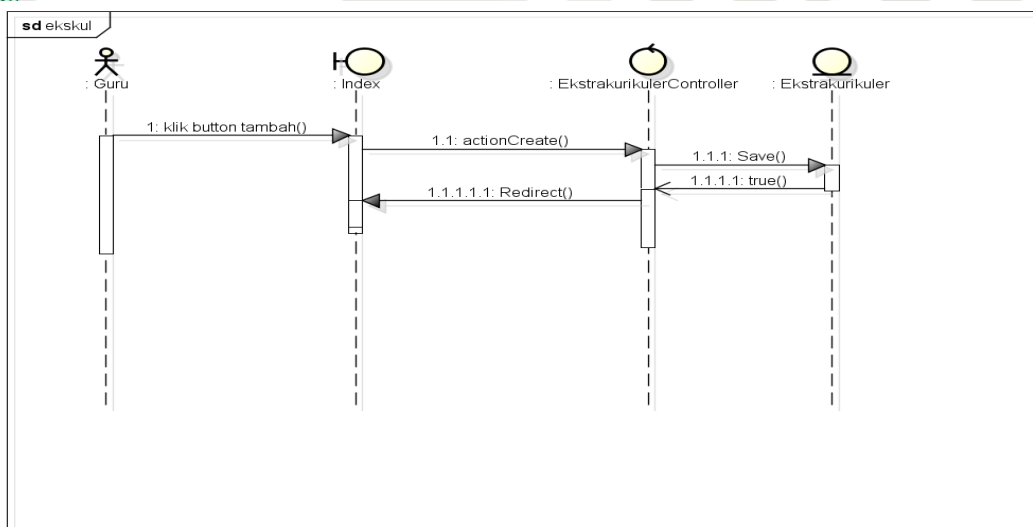 sd ekskul
: Guru
: Index
: EkstrakurikulerController
: Ekstrakurikuler
1: klik button tambah()
1.1: actionCreate()
1.1.1: Save()
1.1.1.1: true()
1.1.1.1.1: Redirect()